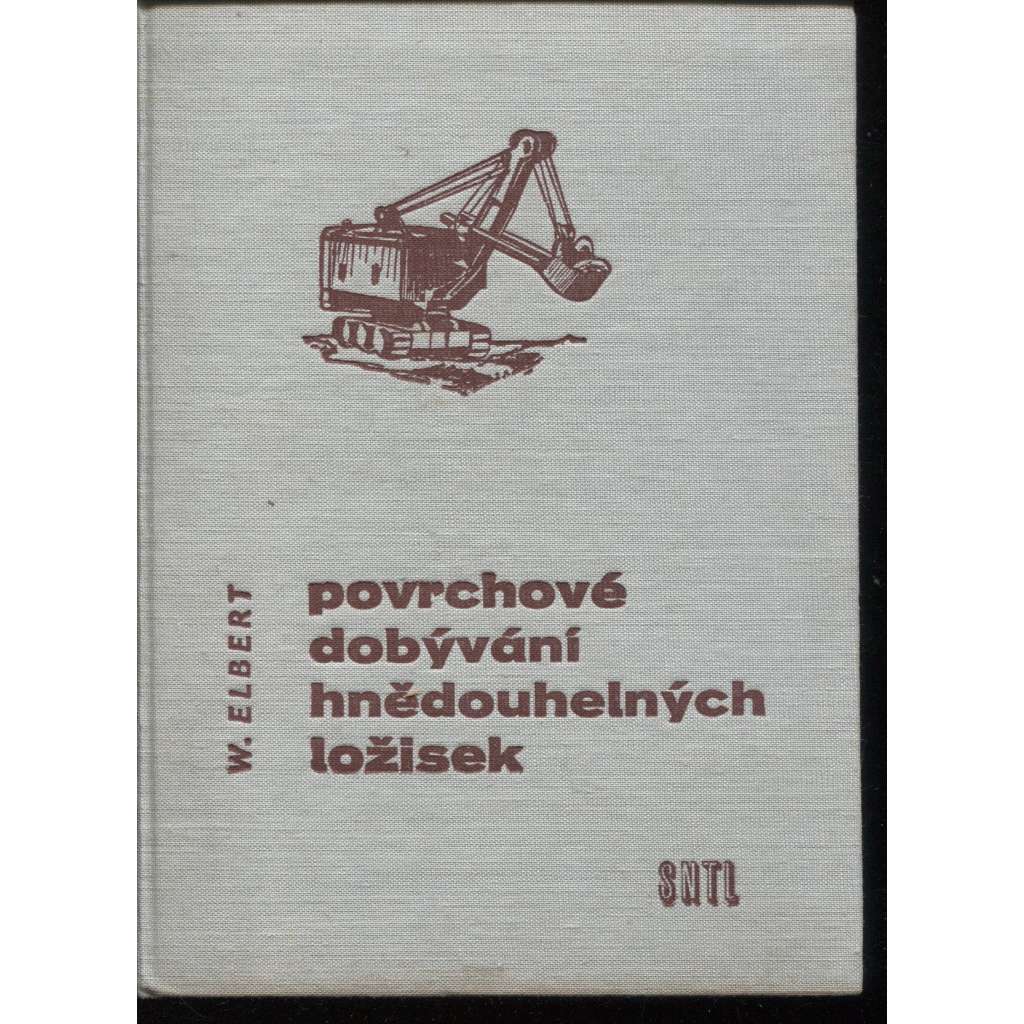 W. ELBERT
povrchové
dobývání
hnědouhelných
ložisek
SNTL